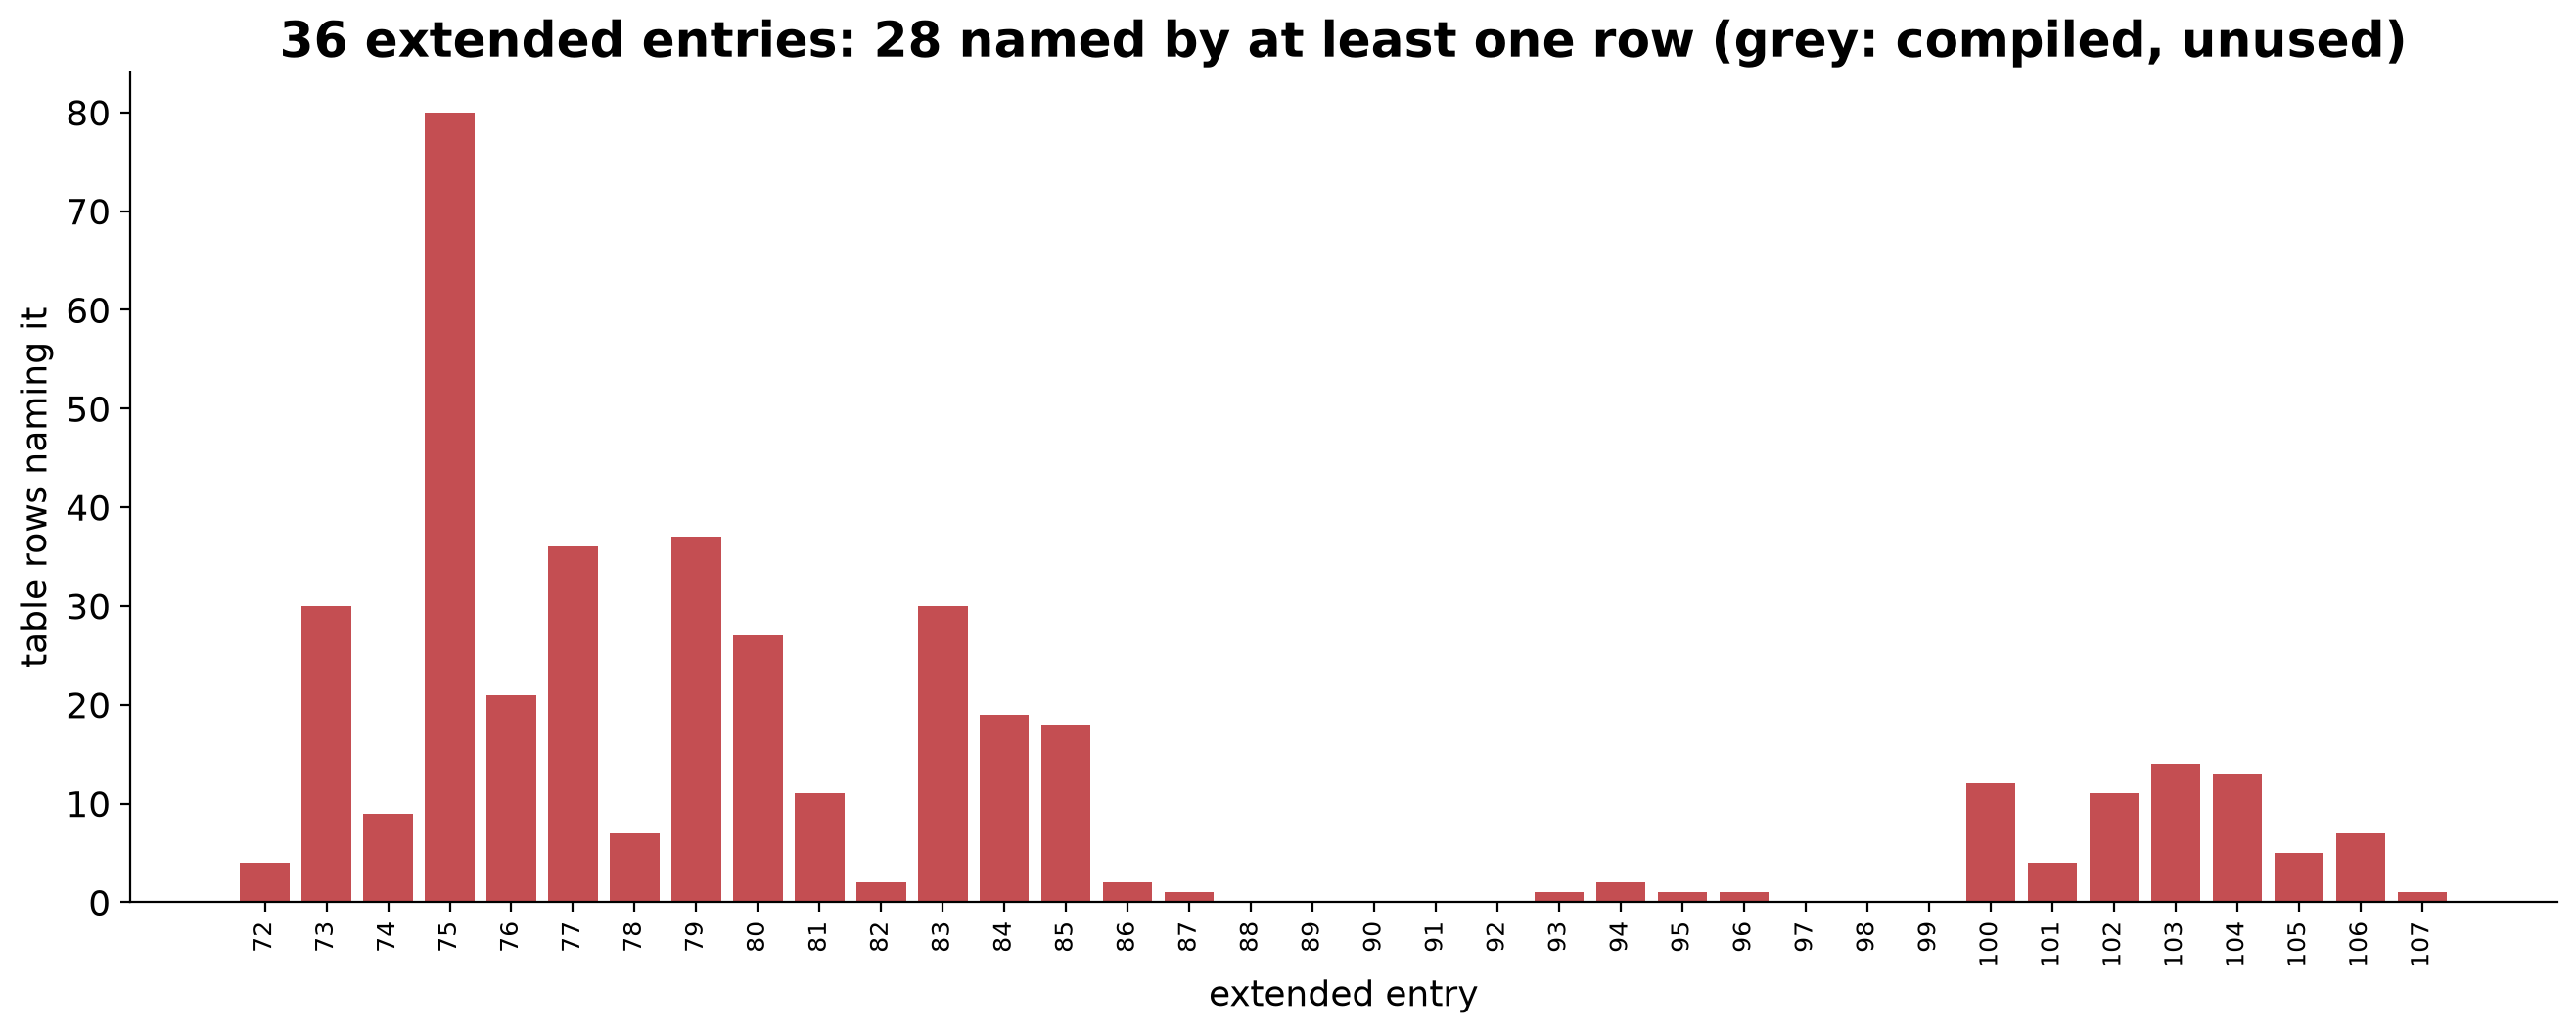 36 extended entries: 28 named by at least one row (grey: compiled, unused)
table rows naming it
80
70
60
50
40
30
20
10
0
72 73 74 75 76 77 78 79 80 81 82 83 84 85 86 87 88 89 90 91 92 93 94 95 96 97 98 99 100 101 102 103 104 105 106 107
extended entry